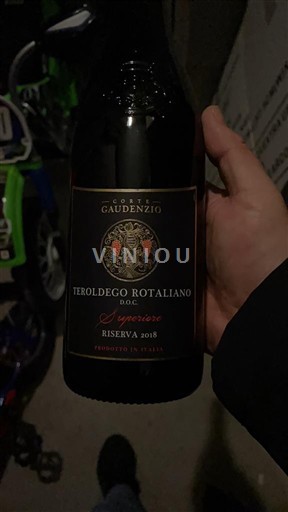 CORTE
GAUDENZIO
VINIOU
TEROLDEGO ROTALIANO
D.O.C.
Superiore
RISERVA 2018
PRODOTTO IN ITALIA